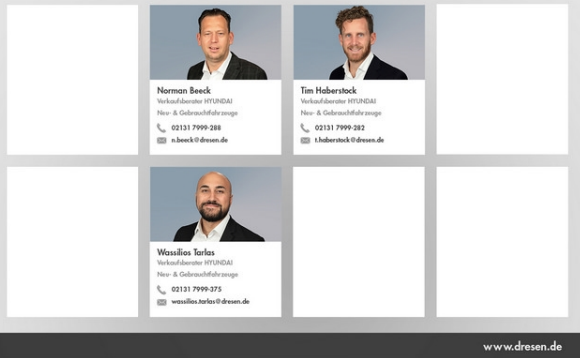 Norman Beeck
Verkaufsberater HYUNDAI
Neu- & Gebrauchtfahrzeuge
02131 7999-288
n.beeck@dresen.de
Tim Haberstock
Verkaufsberater HYUNDAI
Neu- & Gebrauchtfahrzeuge
02131 7999-282
t.haberstock@dresen.de
Wassilios Tarlas
Verkaufsberater HYUNDAI
Neu- & Gebrauchtfahrzeuge
02131 7999-375
wassilios.tarlas@dresen.de
www.dresen.de